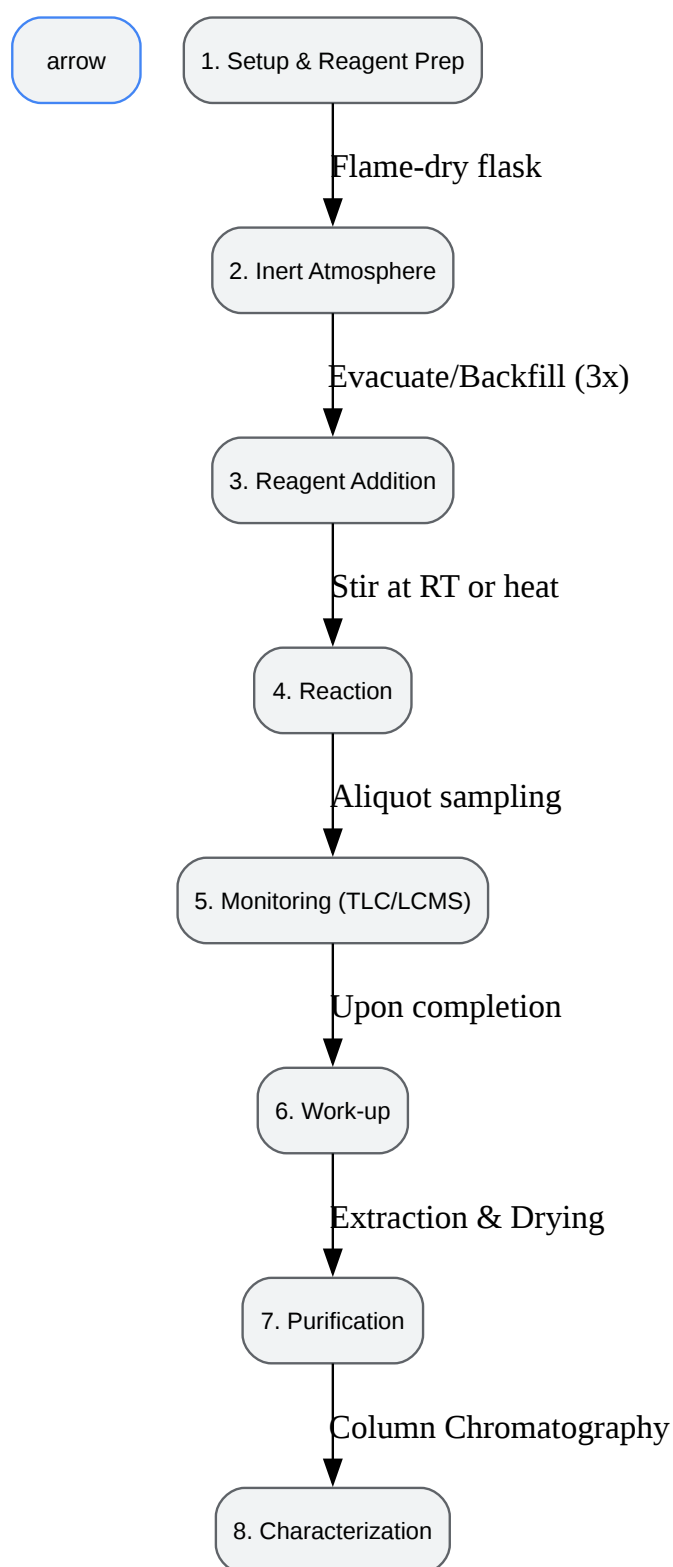 arrow
1. Setup & Reagent Prep
Flame-dry flask
2. Inert Atmosphere
Evacuate/Backfill (3x)
3. Reagent Addition
Stir at RT or heat
4. Reaction
Aliquot sampling
5. Monitoring (TLC/LCMS)
Upon completion
6. Work-up
Extraction & Drying
7. Purification
Column Chromatography
8. Characterization